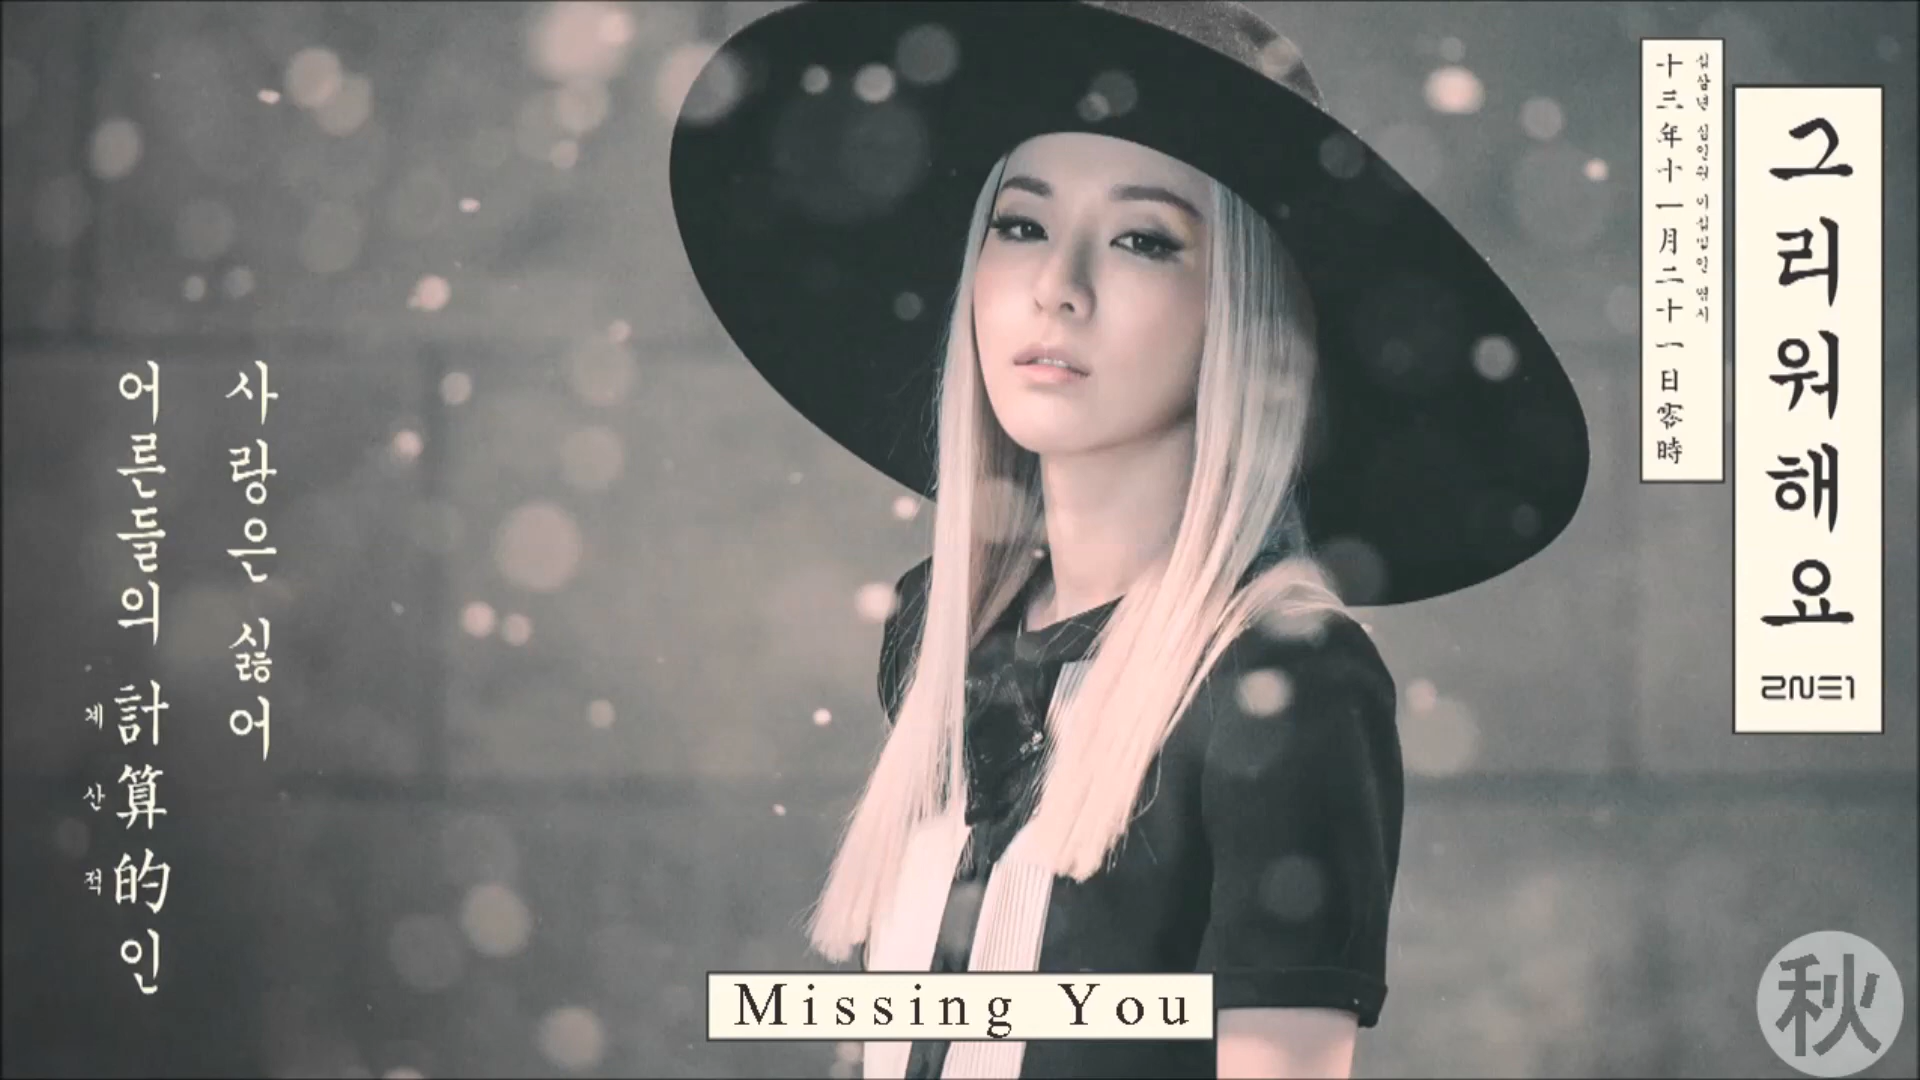 그리워해요
2NE1
十三年十一月二十一日零時
십삼년 십일월 이십일일 영시
사랑은 싫어
어른들의 計算的인
계산적
Missing You
秋